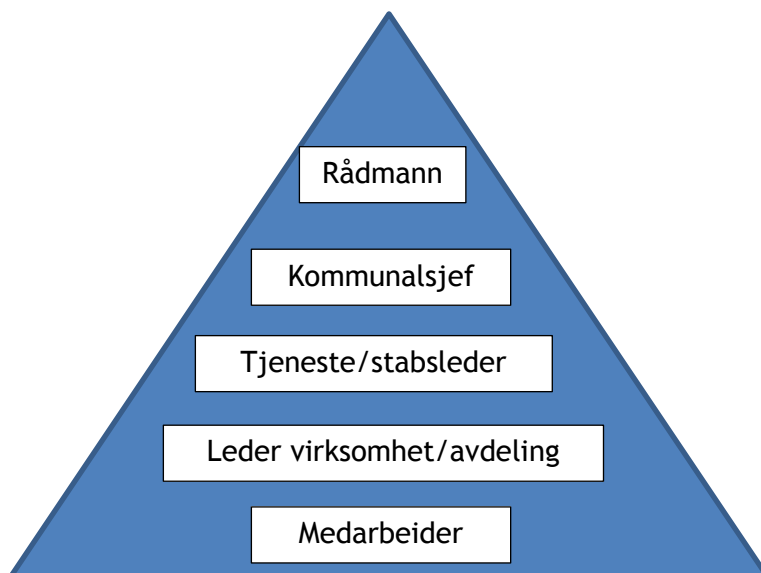 Rådmann
Kommunalsjef
Tjeneste/stabsleder
Leder virksomhet/avdeling
Medarbeider